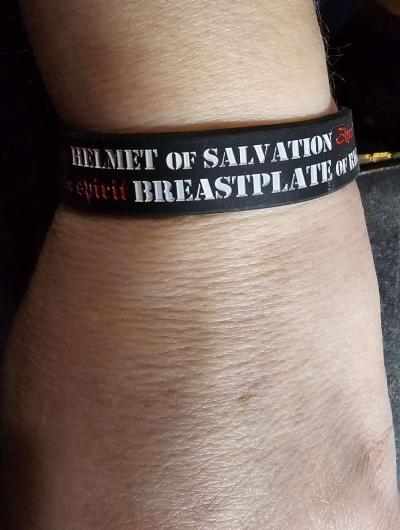 HELMET OF SALVATION
spirit BREASTPLATE OF